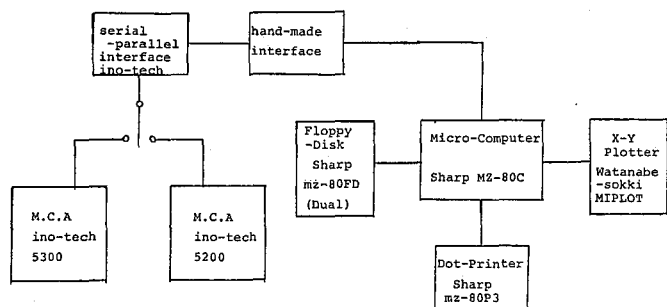 serial
~parallel
interface
ino-tech
hand-made
interface
Floppy
-Disk
Sharp
mz-80FD
(Dual)
Micro-Computer
Sharp MZ-80C
X-Y
Plotter
Watanabe
-sokki
MIPLOT
M.C.A
ino-tech
5300
M.C.A
ino-tech
5200
Dot-Printer
Sharp
mz-80P3